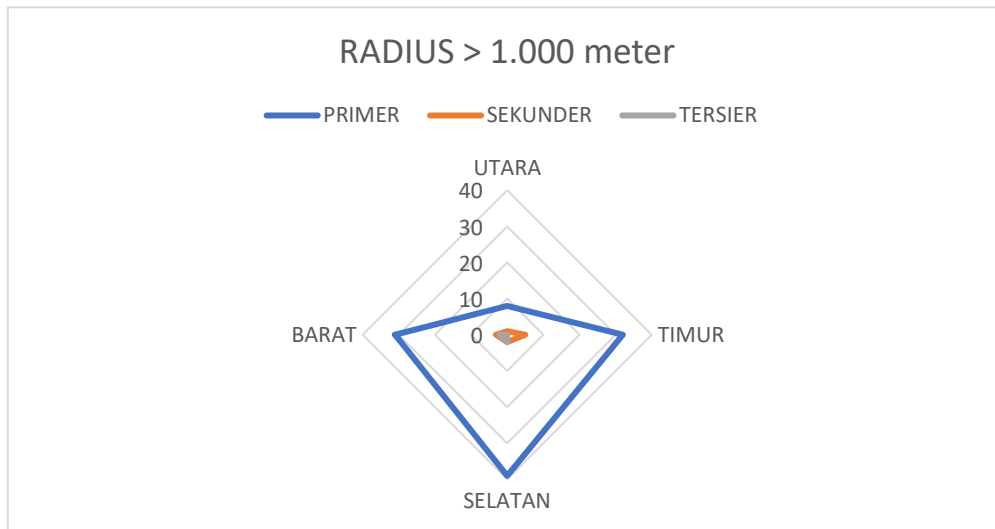 RADIUS > 1.000 meter
PRIMER SEKUNDER TERSIER
UTARA
40
30
20
10
0
BARAT
TIMUR
SELATAN